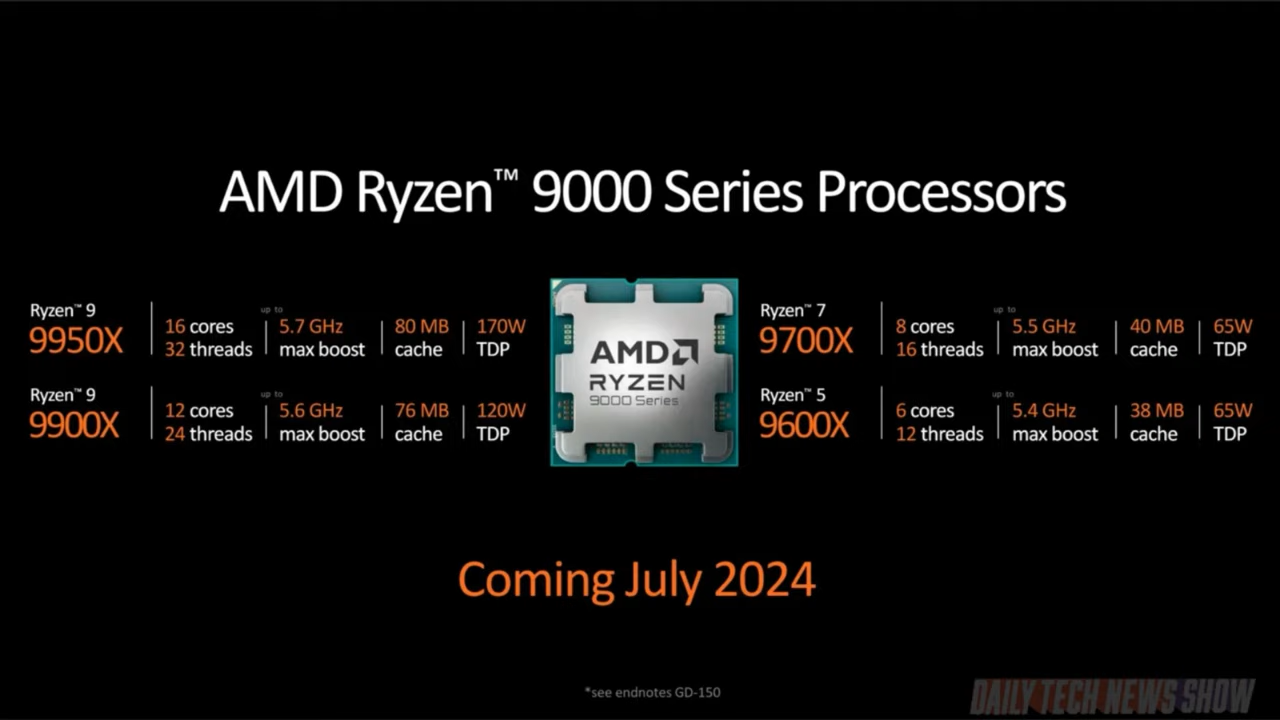 AMD Ryzen™ 9000 Series Processors
Ryzen™ 9
9950X
16 cores
32 threads
up to
5.7 GHz
max boost
80 MB
cache
170W
TDP
Ryzen™ 9
9900X
12 cores
24 threads
up to
5.6 GHz
max boost
76 MB
cache
120W
TDP
AMD
RYZEN
9000 Series
Ryzen™ 7
9700X
8 cores
16 threads
up to
5.5 GHz
max boost
40 MB
cache
65W
TDP
Ryzen™ 5
9600X
6 cores
12 threads
up to
5.4 GHz
max boost
38 MB
cache
65W
TDP
Coming July 2024
*see endnotes GD-150
DAILY TECH NEWS SHOW